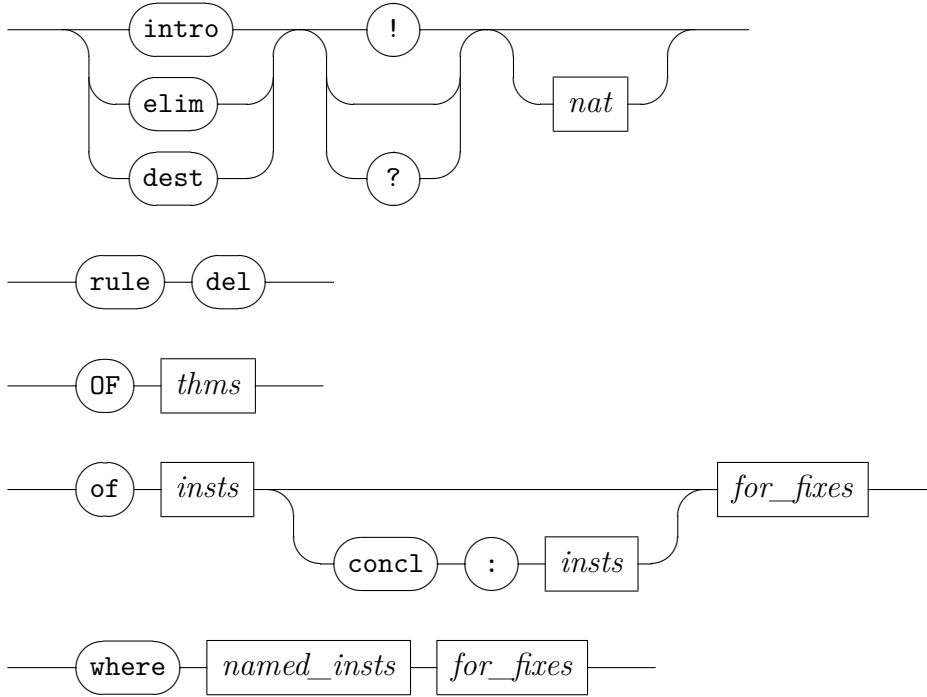 intro !
elim nat
dest ?
rule del
OF thms
of insts for_fixes
concl : insts
where named_insts for_fixes